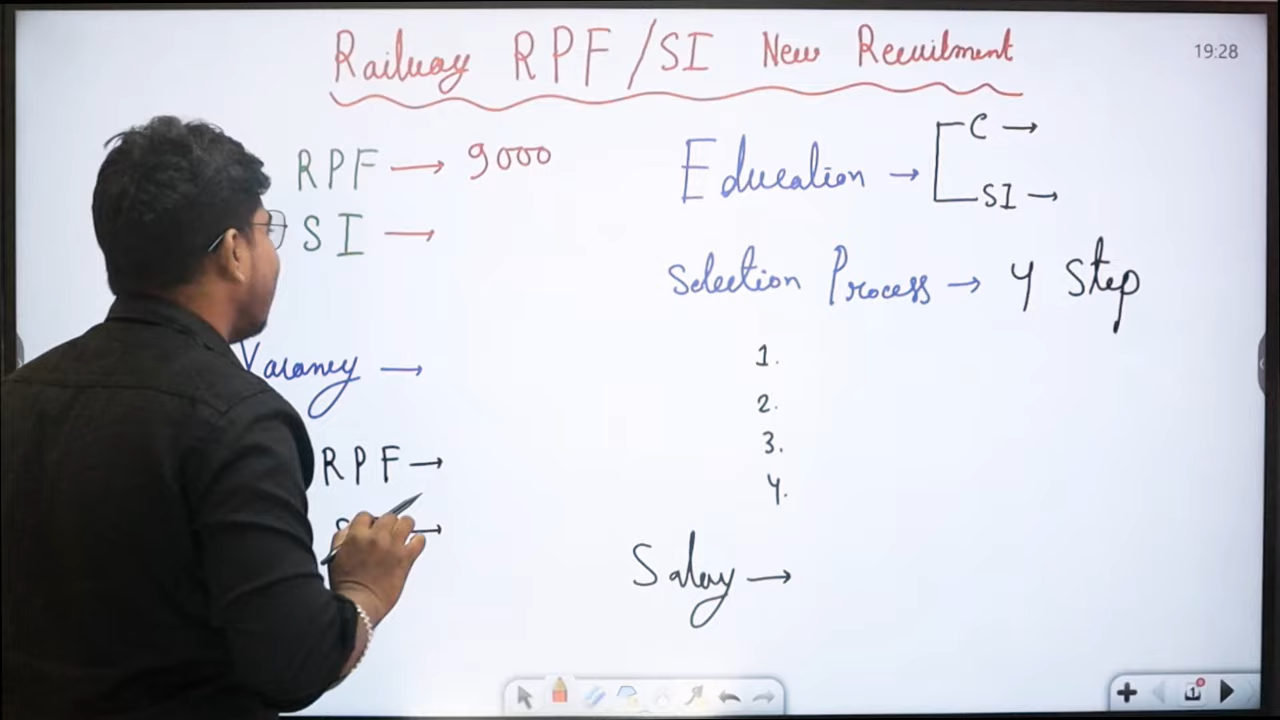 Railway RPF/SI New Recruitment
19:28
RPF → 9000
SI →
Vacancy →
RPF →
→
Education → C →
SI →
Selection Process → 4 Step
1.
2.
3.
4.
Salary →
1